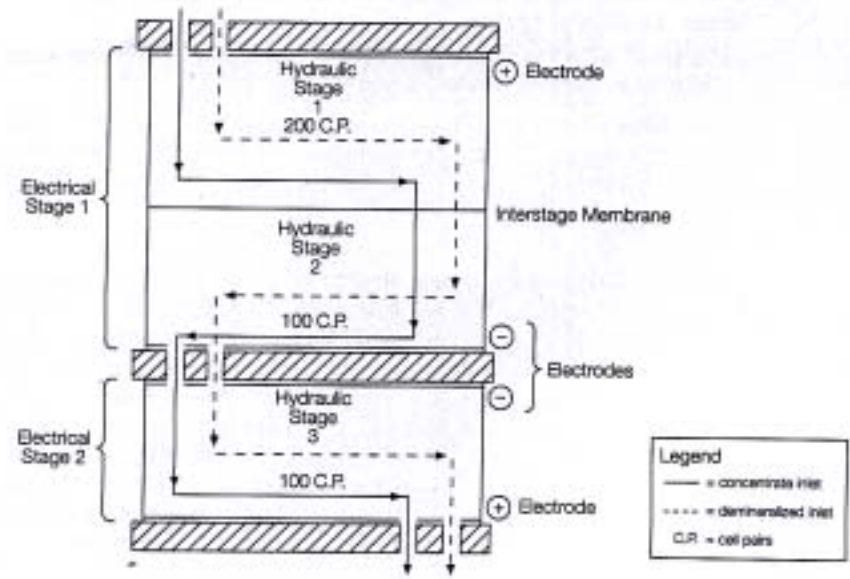 Hydraulic
Stage
1
200 C.P.
+ Electrode
Electrical
Stage 1
Interstage Membrane
Hydraulic
Stage
2
100 C.P.
−
Electrodes
−
Hydraulic
Stage
3
Electrical
Stage 2
100 C.P.
+ Electrode
Legend
= concentrate inlet
= demineralized inlet
C.P. = cell pairs